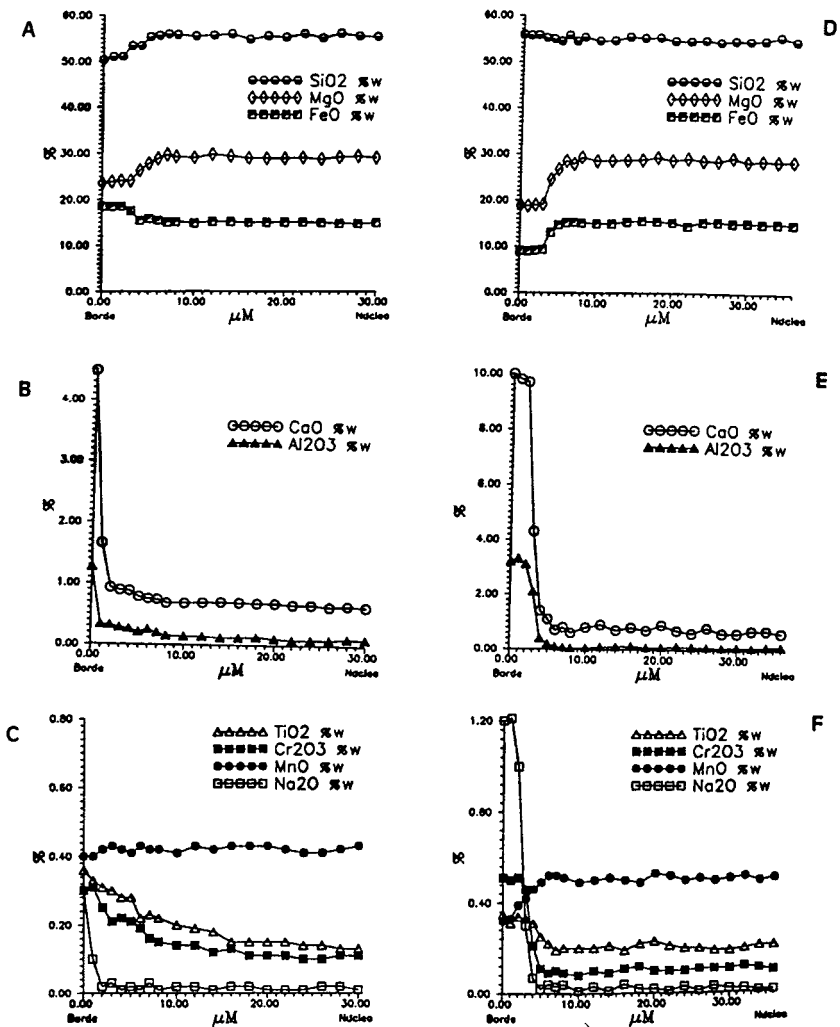 A
60.00
50.00
40.00
30.00
20.00
10.00
0.00
%
SiO2 %w
MgO %w
FeO %w
0.00 10.00 20.00 30.00
Borde µM Núcleo
D
60.00
50.00
40.00
30.00
20.00
10.00
0.00
%
SiO2 %w
MgO %w
FeO %w
0.00 10.00 20.00 30.00
Borde µM Núcleo
B
4.00
3.00
2.00
1.00
0.00
%
CaO %w
Al2O3 %w
0.00 10.00 20.00 30.00
Borde µM Núcleo
E
10.00
8.00
6.00
4.00
2.00
0.00
%
CaO %w
Al2O3 %w
0.00 10.00 20.00 30.00
Borde µM Núcleo
C
0.80
0.60
0.40
0.20
0.00
%
TiO2 %w
Cr2O3 %w
MnO %w
Na2O %w
0.00 10.00 20.00 30.00
Borde µM Núcleo
F
1.20
0.80
0.40
0.00
%
TiO2 %w
Cr2O3 %w
MnO %w
Na2O %w
0.00 10.00 20.00 30.00
Borde µM Núcleo